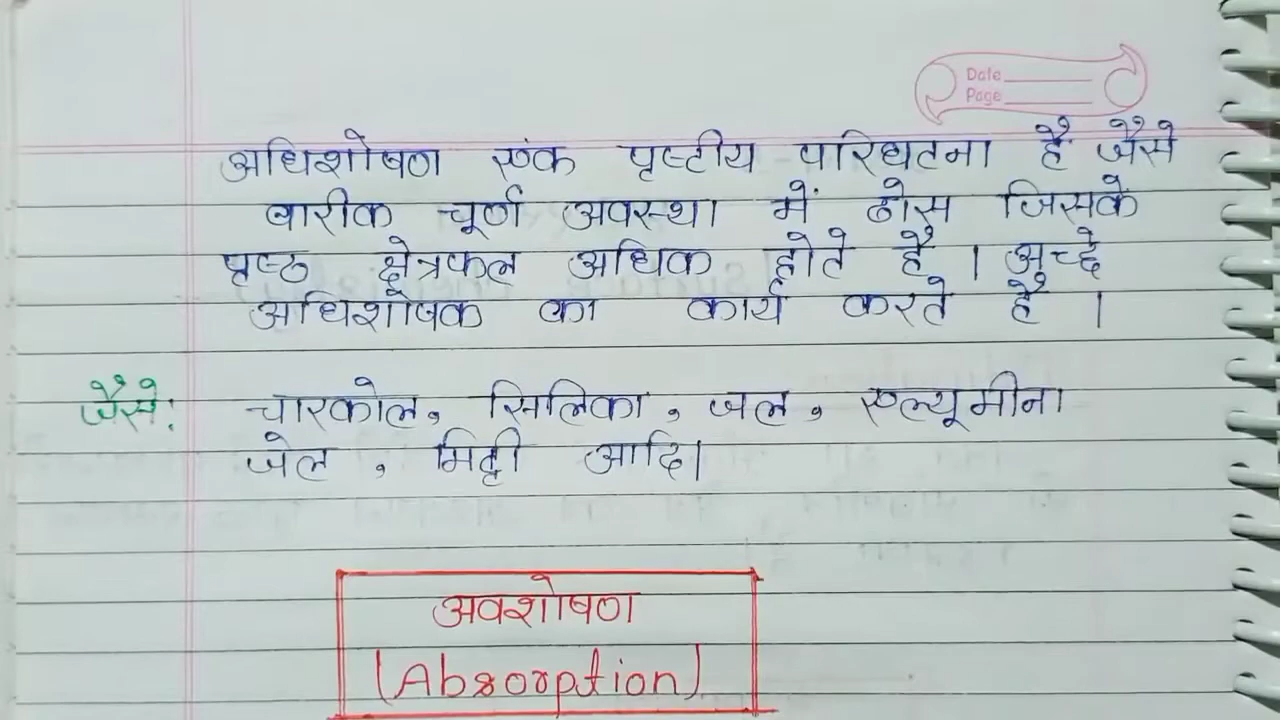 Date
Page
अधिशोषण एक पृष्टीय परिघटना है जैसे
बारीक चूर्ण अवस्था में ठोस जिसके
पृष्ठ क्षेत्रफल अधिक होते है । अच्छे
अधिशोषक का कार्य करते है ।
जैसे: चारकोल, सिलिका, जल, एल्यूमीना
जेल, मिट्टी आदि।
अवशोषण
(Absorption)